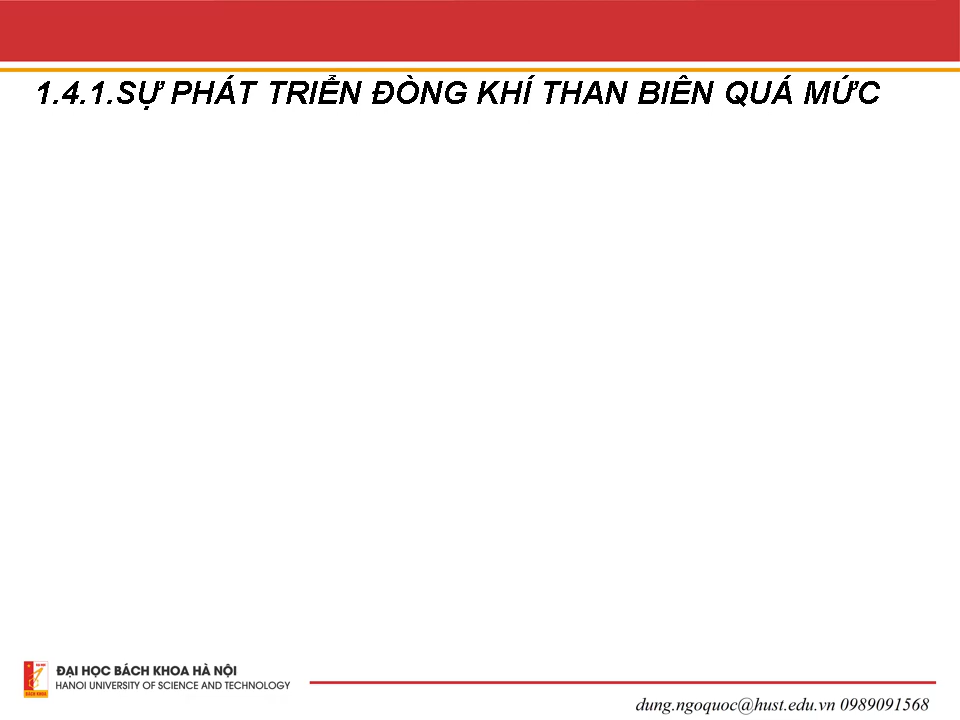 1.4.1.SỰ PHÁT TRIỂN ĐÒNG KHÍ THAN BIÊN QUÁ MỨC
ĐẠI HỌC BÁCH KHOA HÀ NỘI
HANOI UNIVERSITY OF SCIENCE AND TECHNOLOGY
dung.ngoquoc@hust.edu.vn 0989091568